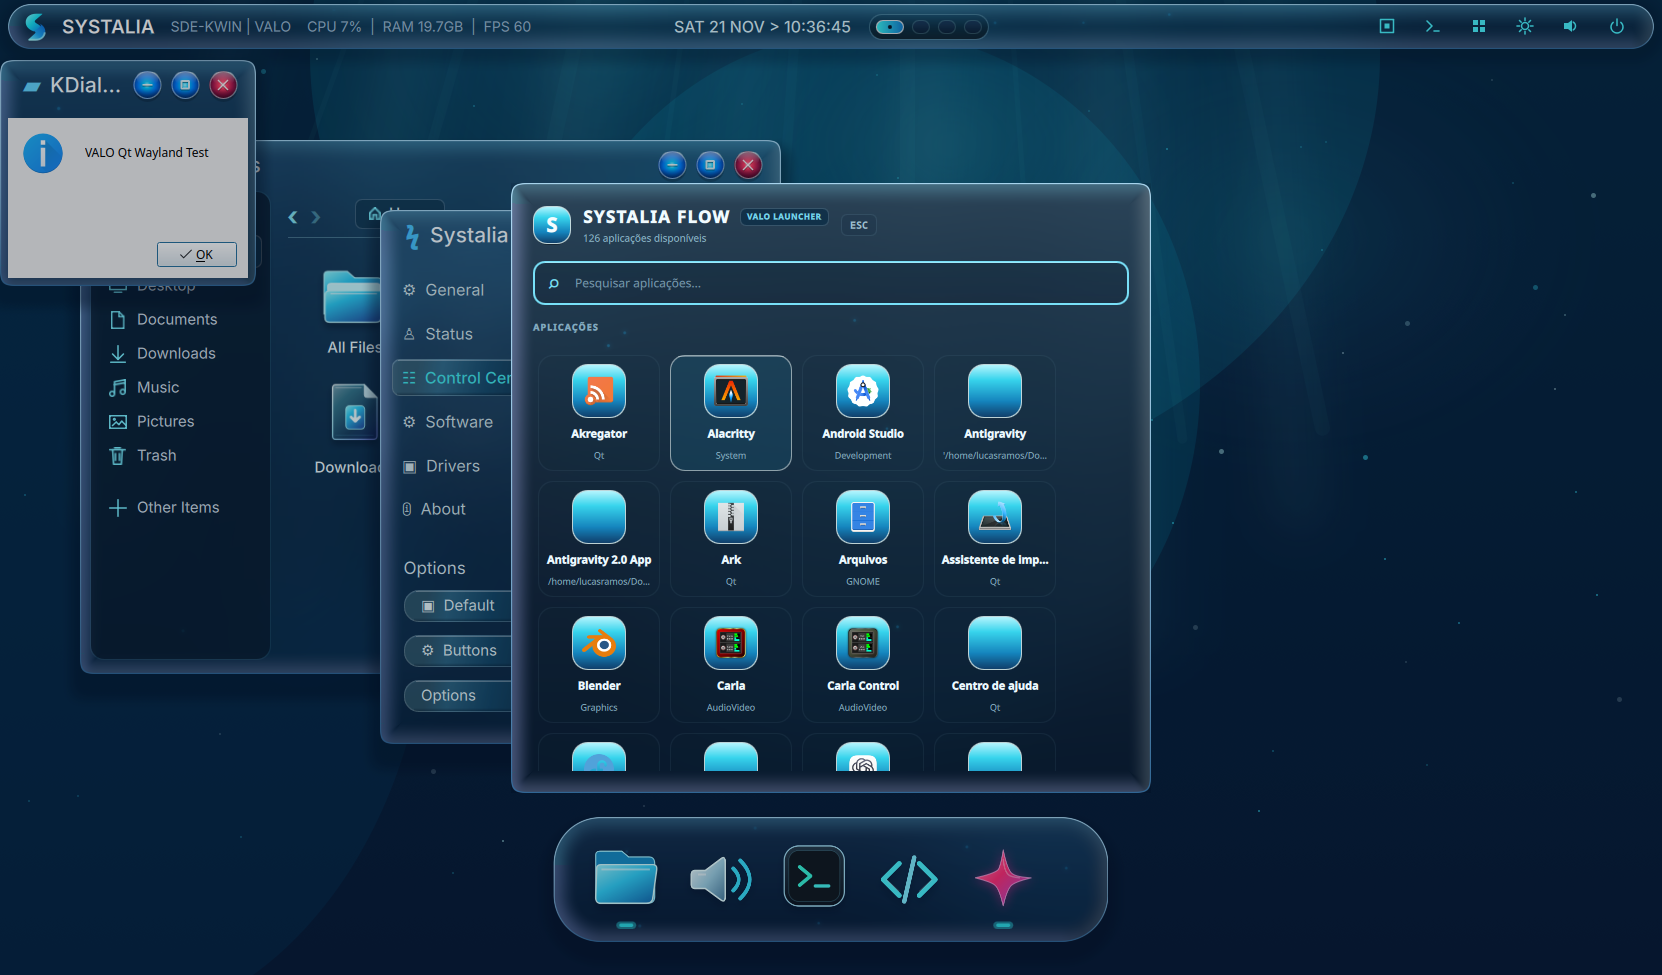 SYSTALIA SDE-KWIN | VALO CPU 7% | RAM 19.7GB | FPS 60 SAT 21 NOV > 10:36:45
KDial...
VALO Qt Wayland Test
OK
Desktop
Documents
Downloads
Music
Pictures
Trash
Other Items
All Files
Systalia
General
Status
Software
Drivers
About
Options
Default
Buttons
Options
S
SYSTALIA FLOW VALO LAUNCHER ESC
126 aplicações disponíveis
Pesquisar aplicações...
APLICAÇÕES
Akregator
Qt
Alacritty
System
Android Studio
Development
Antigravity
'/home/lucasramos/Do...
Antigravity 2.0 App
/home/lucasramos/Do...
Ark
Qt
Arquivos
GNOME
Assistente de imp...
Qt
Blender
Graphics
Carla
AudioVideo
Carla Control
AudioVideo
Centro de ajuda
Qt